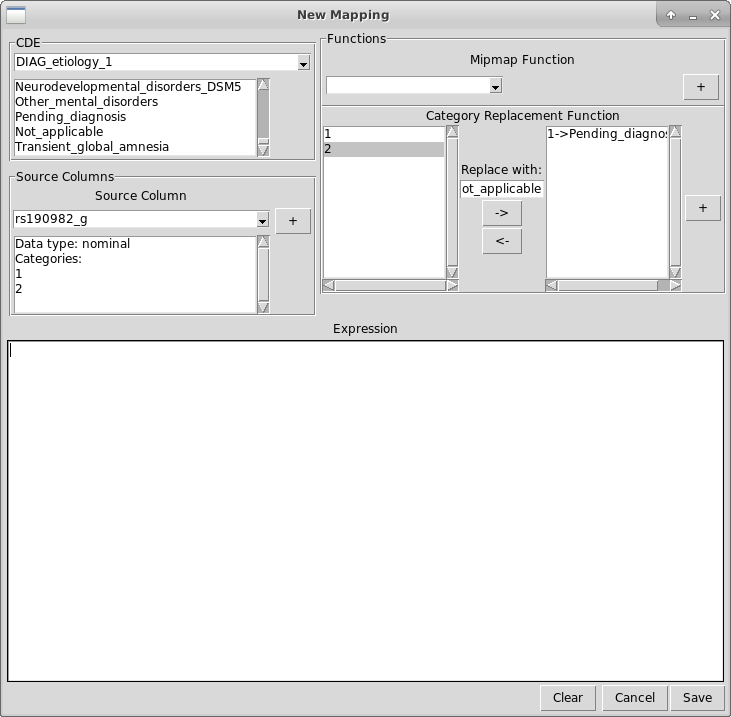 New Mapping
CDE
DIAG_etiology_1
Neurodevelopmental_disorders_DSM5
Other_mental_disorders
Pending_diagnosis
Not_applicable
Transient_global_amnesia
Source Columns
Source Column
rs190982_g
+
Data type: nominal
Categories:
1
2
Functions
Mipmap Function
+
Category Replacement Function
1
2
Replace with:
ot_applicable
->
<-
1->Pending_diagnos
+
Expression
Clear
Cancel
Save